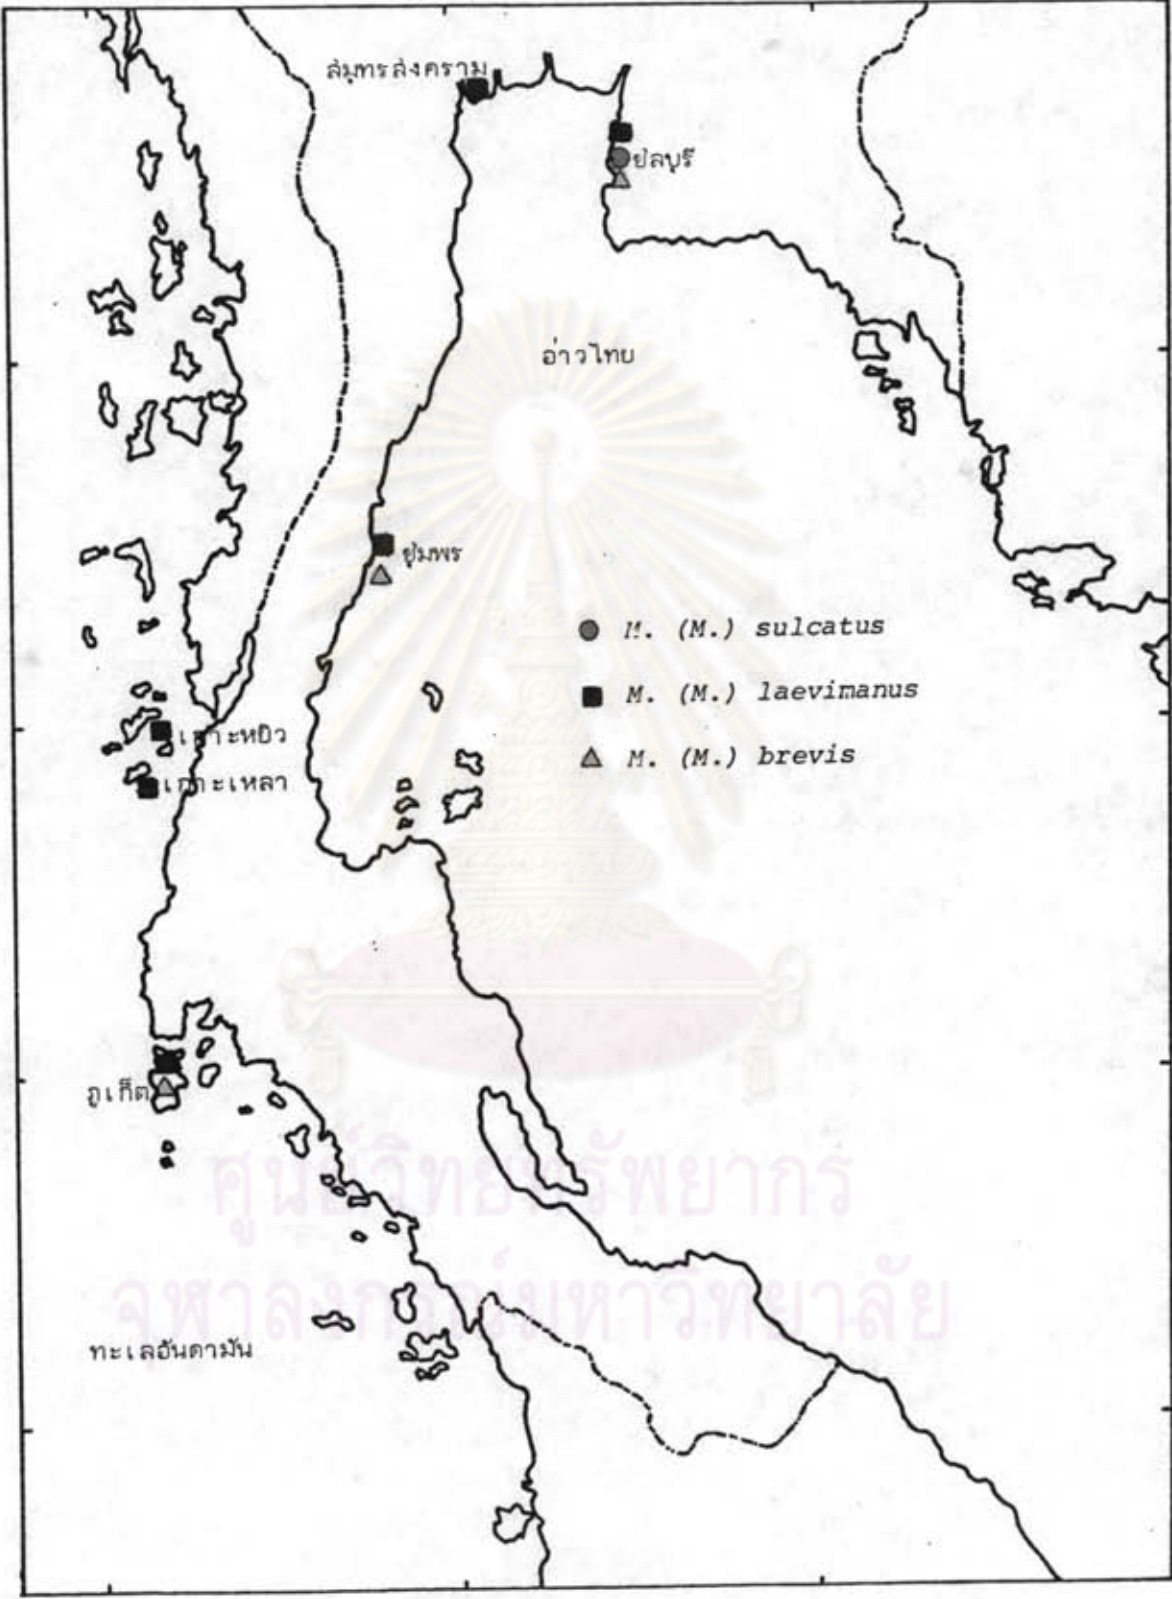 สมุทรสงคราม
ชลบุรี
อ่าวไทย
ชุมพร
M. (M.) sulcatus
M. (M.) laevimanus
M. (M.) brevis
เกาะหยิว
เกาะเหลา
ภูเก็ต
ศูนย์วิทยทรัพยากร
จุฬาลงกรณ์มหาวิทยาลัย
ทะเลอันดามัน